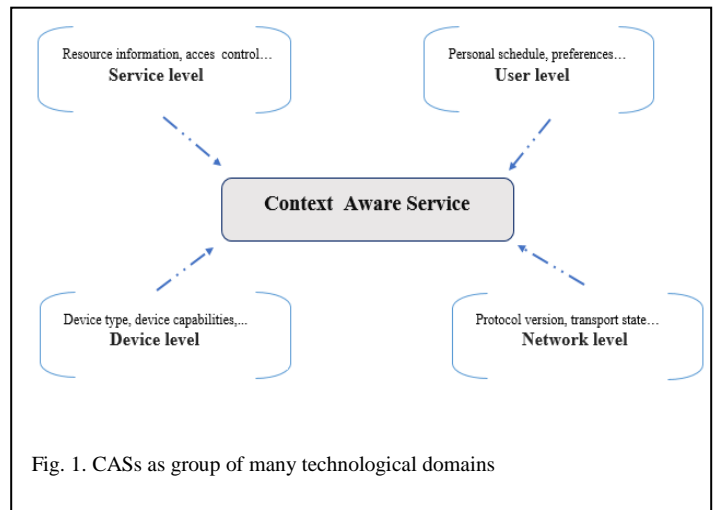 Resource information, acces control…
Service level
Personal schedule, preferences…
User level
Context Aware Service
Device type, device capabilities,...
Device level
Protocol version, transport state…
Network level
Fig. 1. CASs as group of many technological domains